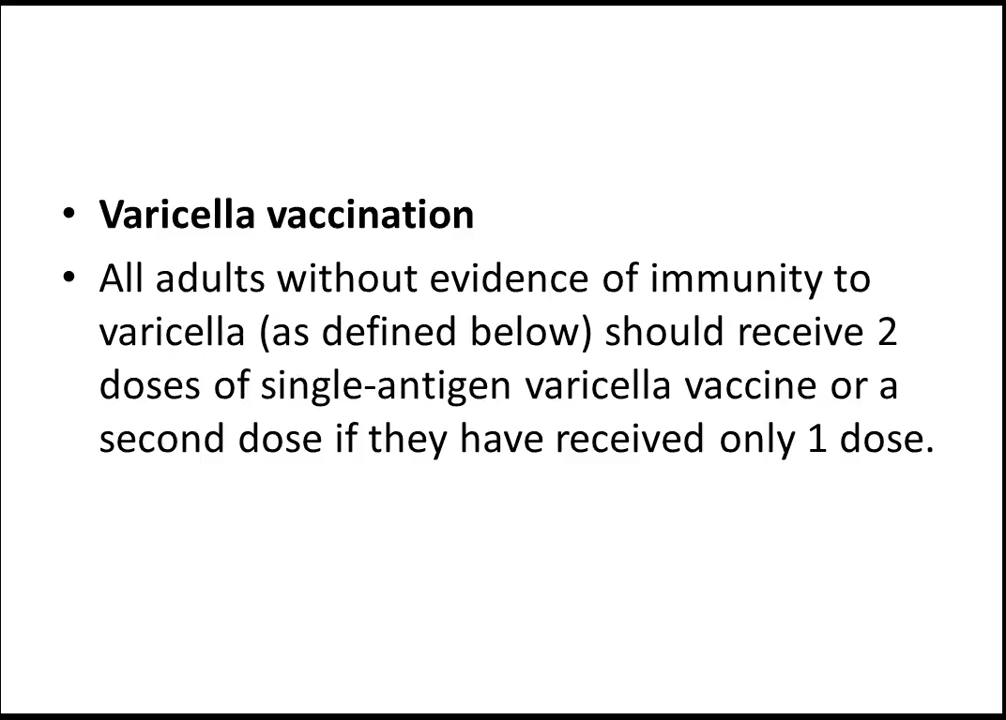 • Varicella vaccination
• All adults without evidence of immunity to
varicella (as defined below) should receive 2
doses of single-antigen varicella vaccine or a
second dose if they have received only 1 dose.